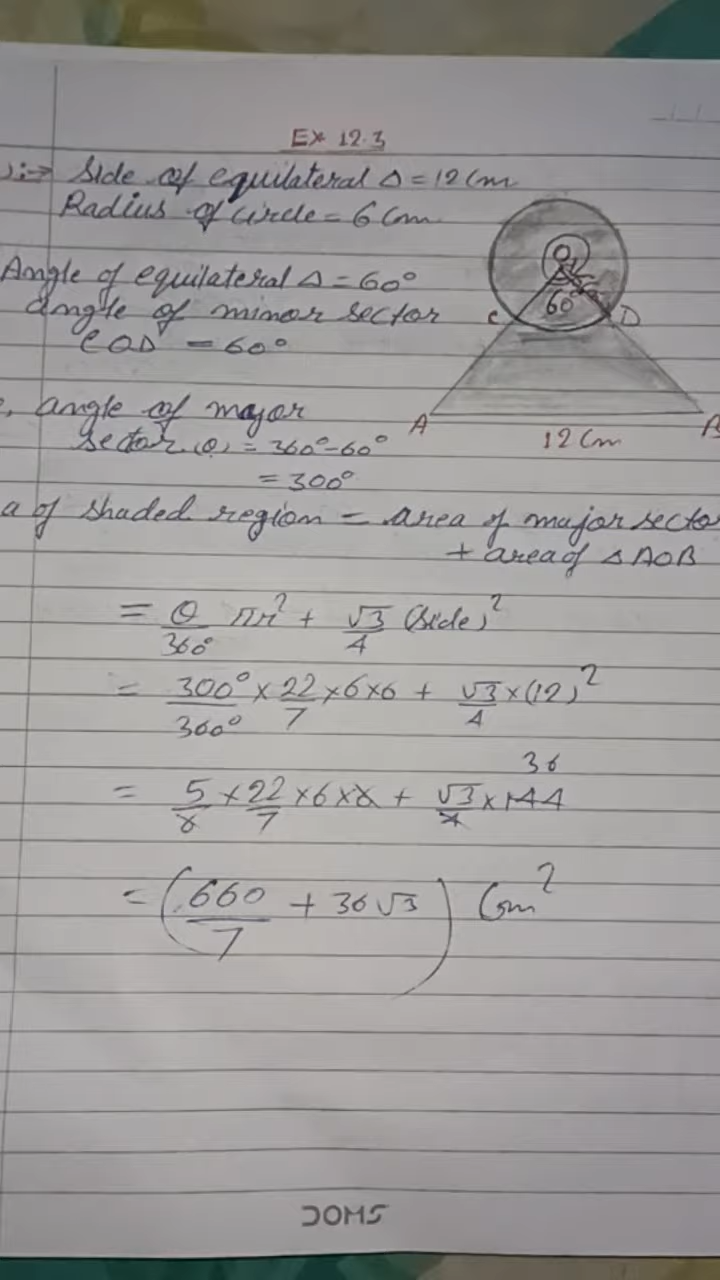 Ex 12.3
):→ Side of equilateral Δ = 12 Cm
Radius of Circle = 6 Cm
Angle of equilateral Δ = 60°
angle of minor sector
COD = 60°
, angle of major
sector (θ) = 360° - 60°
= 300°
a of shaded region = area of major secto
+ area of ΔAOB
= θ/360° πr² + √3/4 (side)²
= 300°/360° × 22/7 × 6 × 6 + √3/4 × (12)²
36
= 5/6 × 22/7 × 6 × 6 + √3/4 × 144
= (660/7 + 36√3) Cm²
O
60°
C
D
A
B
12 Cm
DOMS